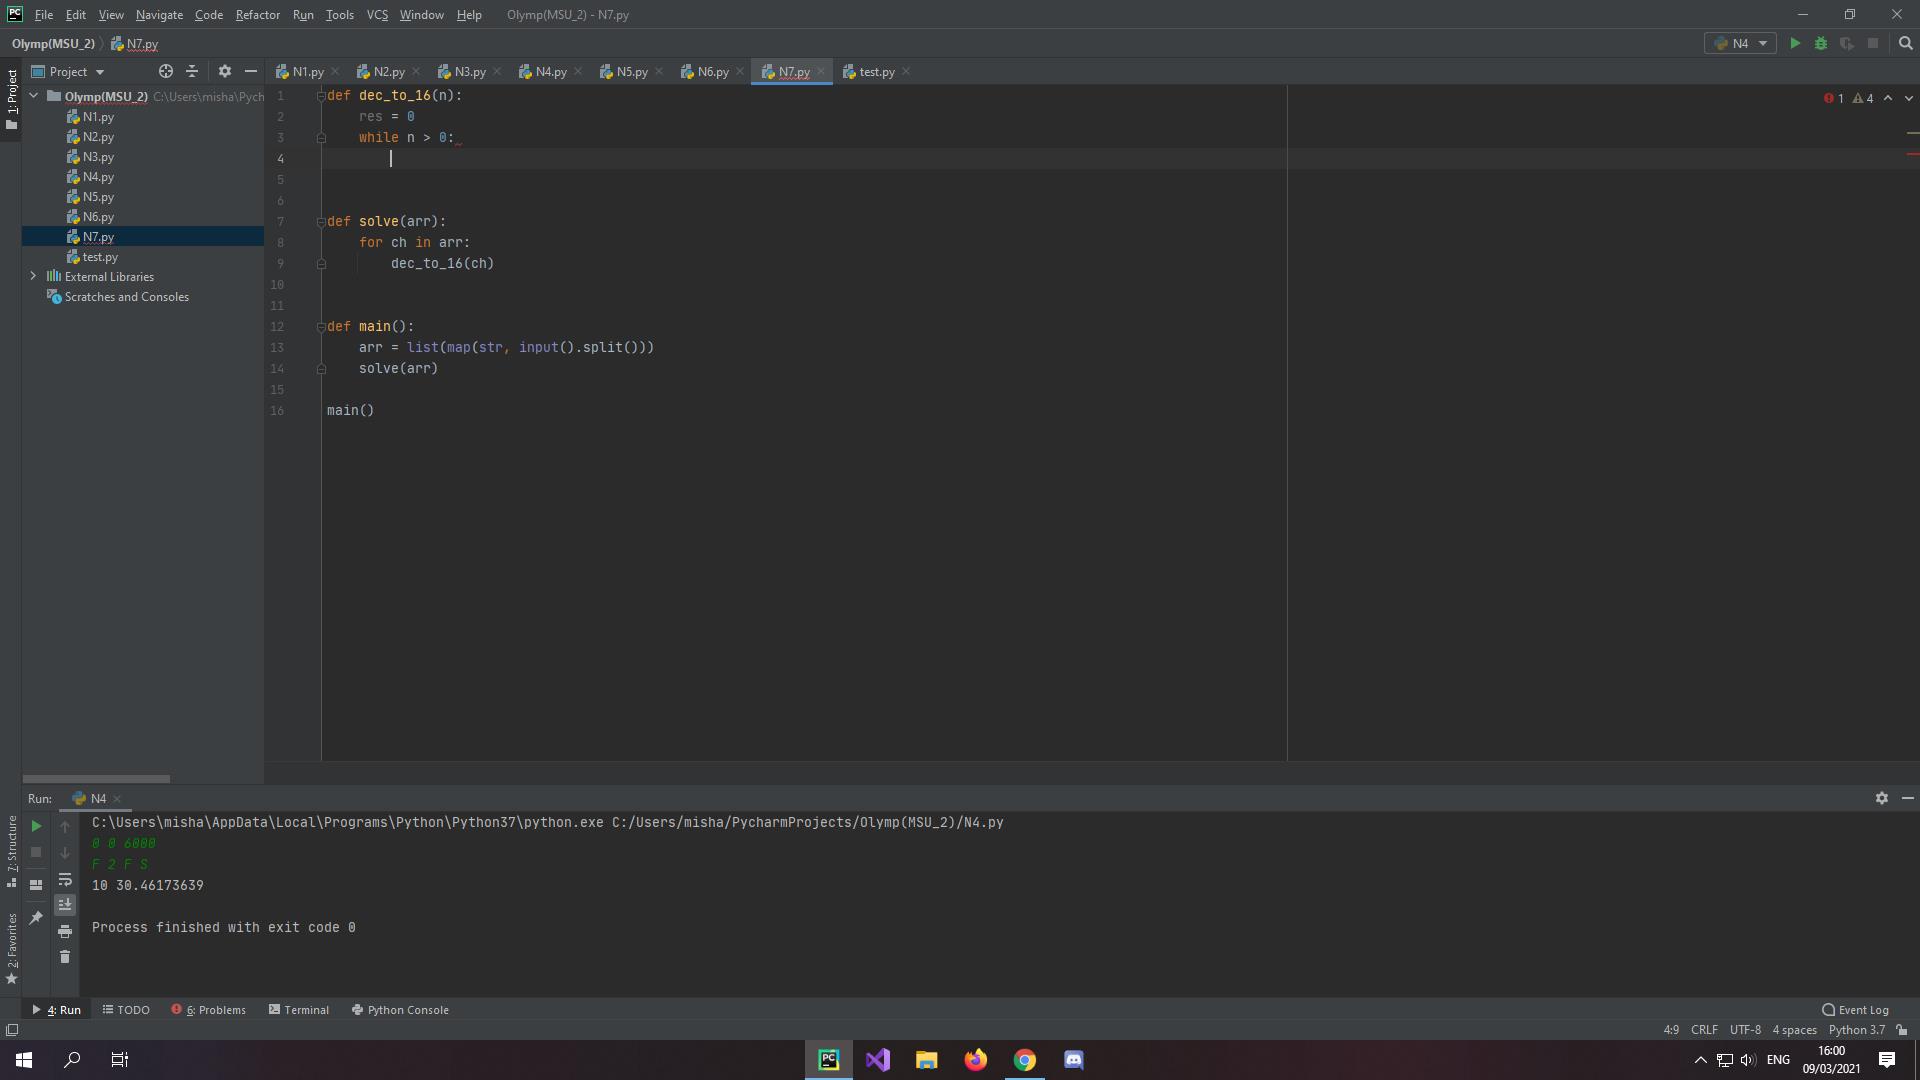 PC File Edit View Navigate Code Refactor Run Tools VCS Window Help Olymp(MSU_2) - N7.py
Olymp(MSU_2) N7.py N4
1: Project
Project N1.py N2.py N3.py N4.py N5.py N6.py N7.py test.py
Olymp(MSU_2) C:\Users\misha\Pych
N1.py
N2.py
N3.py
N4.py
N5.py
N6.py
N7.py
test.py
External Libraries
Scratches and Consoles
1 4
1 def dec_to_16(n):
2 res = 0
3 while n > 0:
4
5
6
7 def solve(arr):
8 for ch in arr:
9 dec_to_16(ch)
10
11
12 def main():
13 arr = list(map(str, input().split()))
14 solve(arr)
15
16 main()
Run: N4
C:\Users\misha\AppData\Local\Programs\Python\Python37\python.exe C:/Users/misha/PycharmProjects/Olymp(MSU_2)/N4.py
0 0 6000
F 2 F S
10 30.46173639
Process finished with exit code 0
7: Structure
2: Favorites
4: Run TODO 6: Problems Terminal Python Console Event Log
4:9 CRLF UTF-8 4 spaces Python 3.7
PC ENG 16:00
09/03/2021